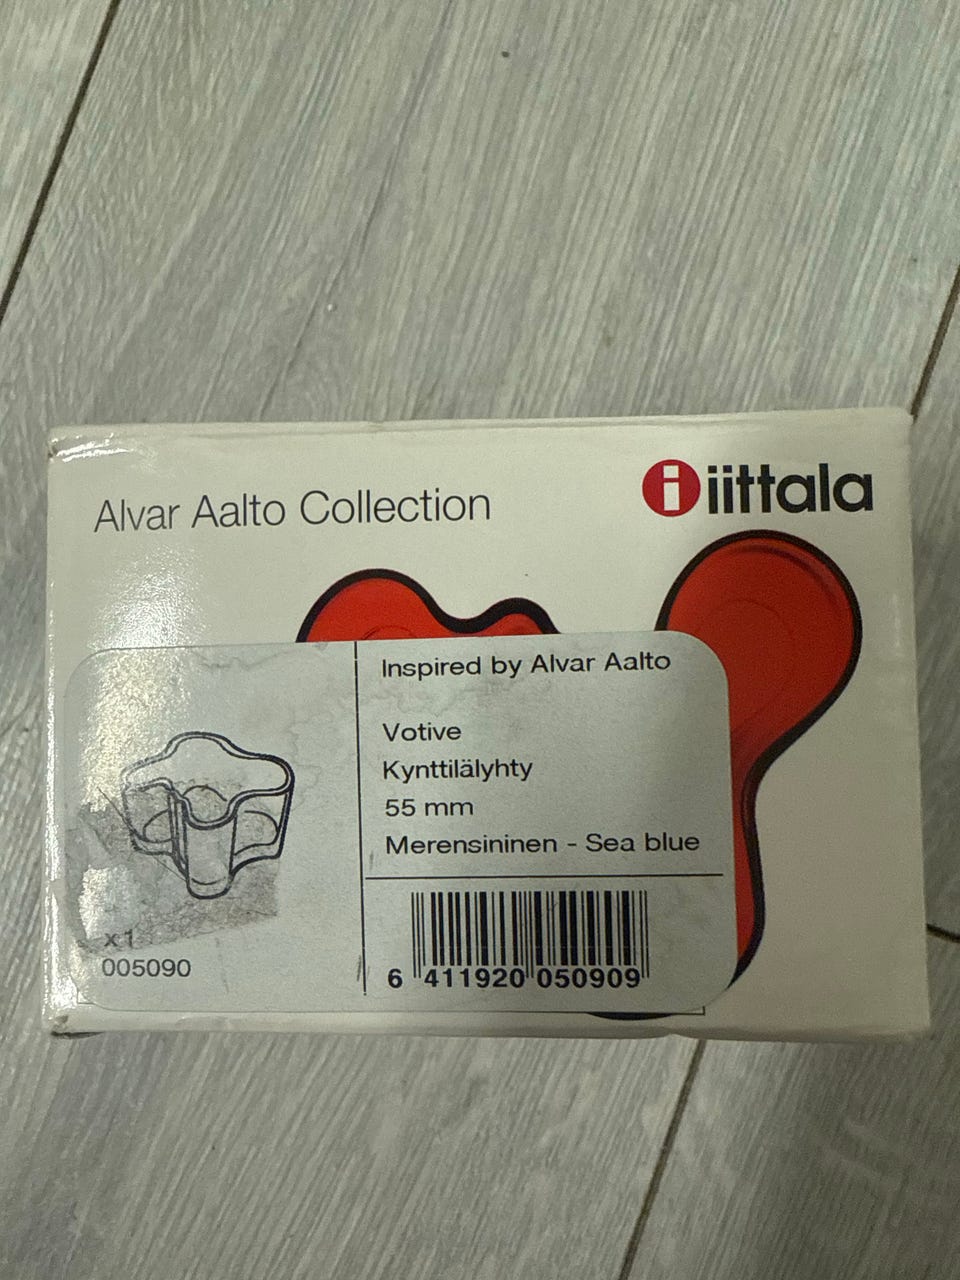 Alvar Aalto Collection
i iittala
Inspired by Alvar Aalto
Votive
Kynttilälyhty
55 mm
Merensininen - Sea blue
x1
005090
6 411920 050909